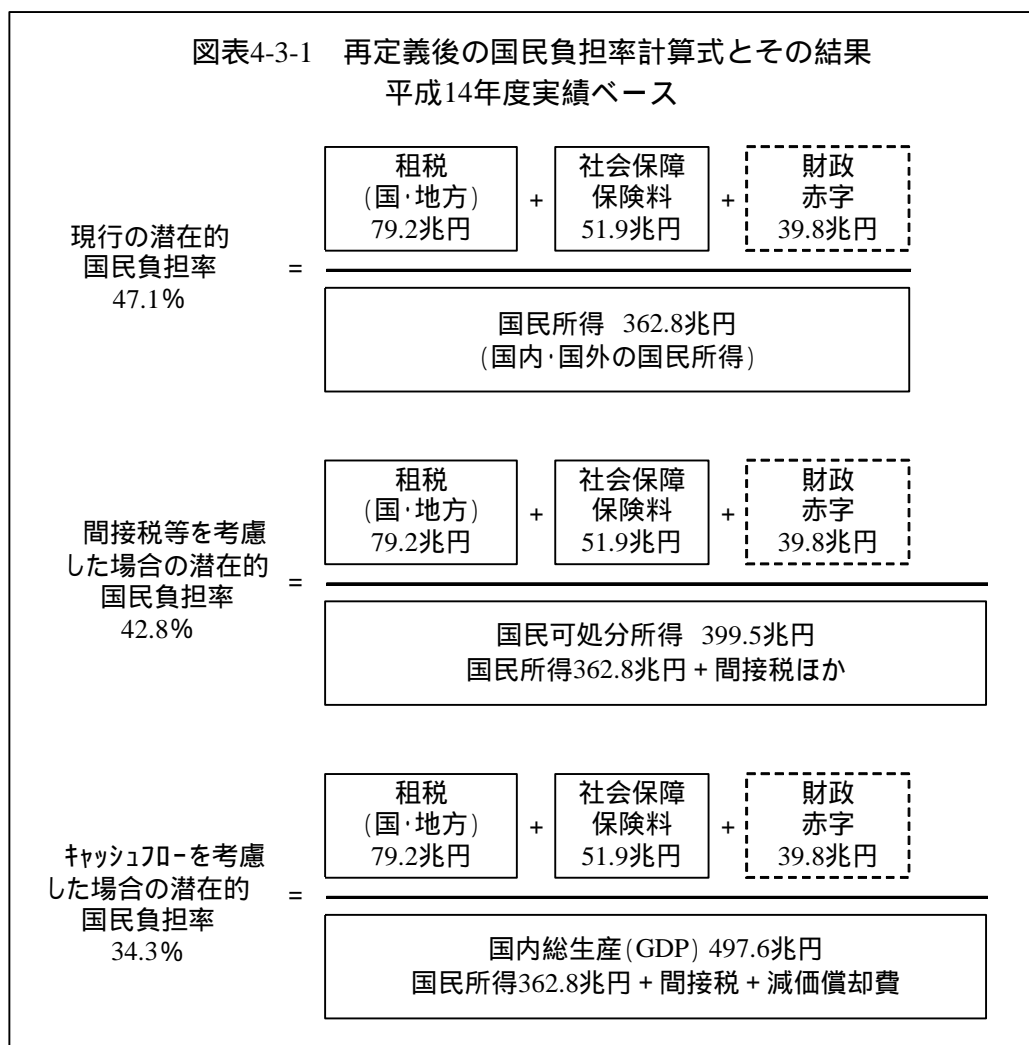 図表4-3-1 再定義後の国民負担率計算式とその結果
平成14年度実績ベース
現行の潜在的
国民負担率
47.1%
=
租税
(国･地方)
79.2兆円
+
社会保障
保険料
51.9兆円
+
財政
赤字
39.8兆円
国民所得 362.8兆円
(国内･国外の国民所得)
間接税等を考慮
した場合の潜在的
国民負担率
42.8%
=
租税
(国･地方)
79.2兆円
+
社会保障
保険料
51.9兆円
+
財政
赤字
39.8兆円
国民可処分所得 399.5兆円
国民所得362.8兆円+間接税ほか
ｷｬｯｼｭﾌﾛｰを考慮
した場合の潜在的
国民負担率
34.3%
=
租税
(国･地方)
79.2兆円
+
社会保障
保険料
51.9兆円
+
財政
赤字
39.8兆円
国内総生産(GDP) 497.6兆円
国民所得362.8兆円+間接税+減価償却費